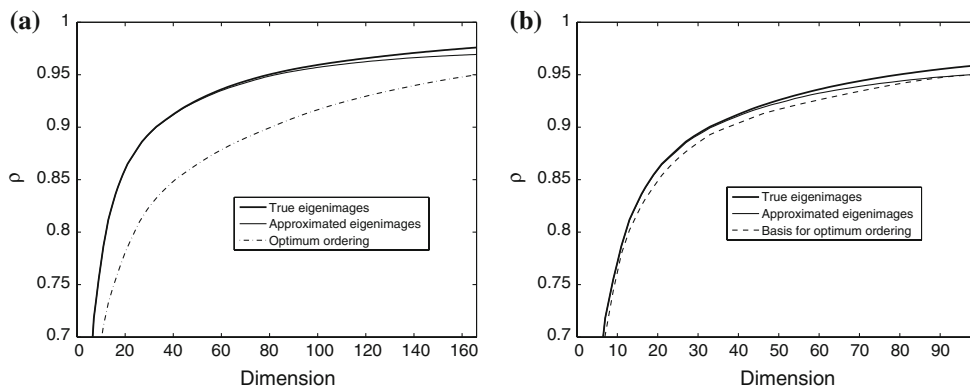 (a)
1
0.95
0.9
0.85
0.8
0.75
0.7
ρ
0 20 40 60 80 100 120 140 160
Dimension
True eigenimages
Approximated eigenimages
Optimum ordering
(b)
1
0.95
0.9
0.85
0.8
0.75
0.7
ρ
0 10 20 30 40 50 60 70 80 90
Dimension
True eigenimages
Approximated eigenimages
Basis for optimum ordering